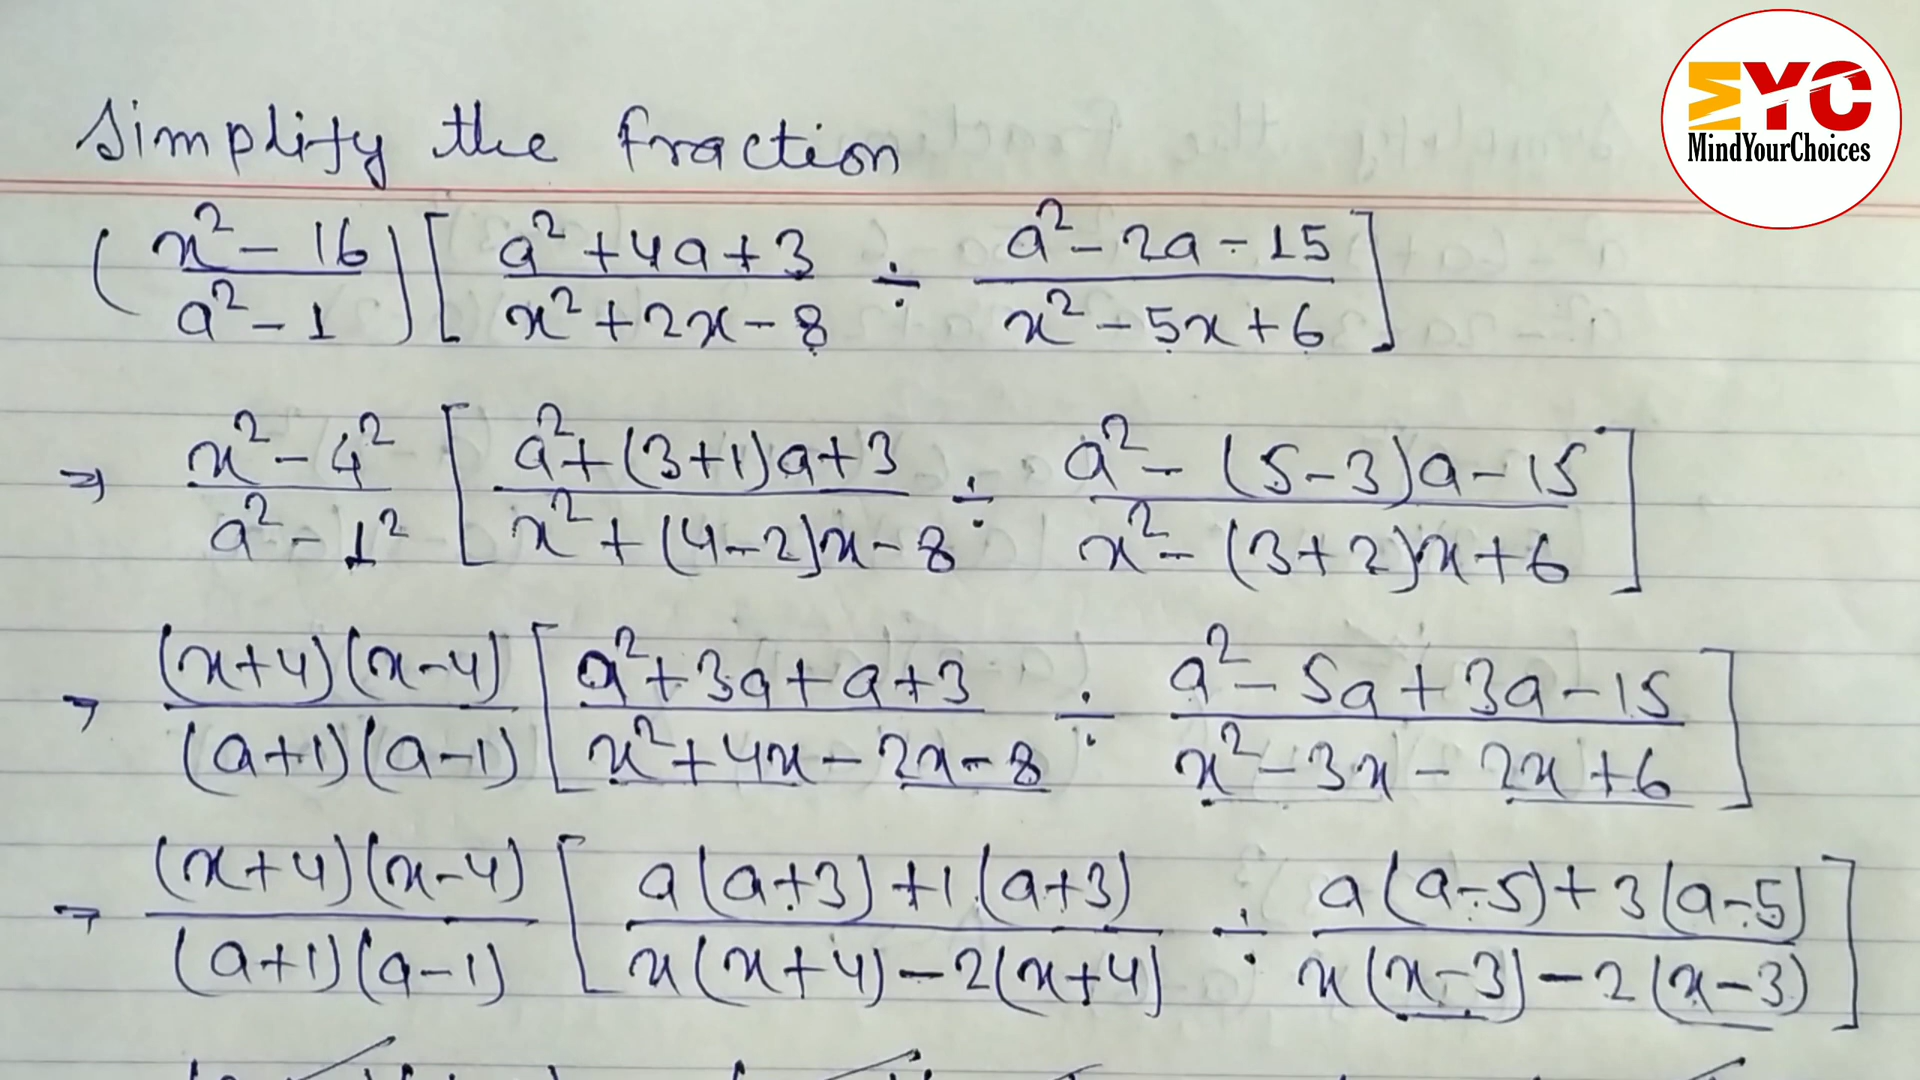 MYC
MindYourChoices
Simplify the fraction
(x² - 16 / a² - 1) [a² + 4a + 3 / x² + 2x - 8 ÷ a² - 2a - 15 / x² - 5x + 6]
⇒ x² - 4² / a² - 1² [a² + (3+1)a + 3 / x² + (4-2)x - 8 ÷ a² - (5-3)a - 15 / x² - (3+2)x + 6]
⇒ (x+4)(x-4) / (a+1)(a-1) [a² + 3a + a + 3 / x² + 4x - 2x - 8 ÷ a² - 5a + 3a - 15 / x² - 3x - 2x + 6]
⇒ (x+4)(x-4) / (a+1)(a-1) [a(a+3) + 1(a+3) / x(x+4) - 2(x+4) ÷ a(a-5) + 3(a-5) / x(x-3) - 2(x-3)]